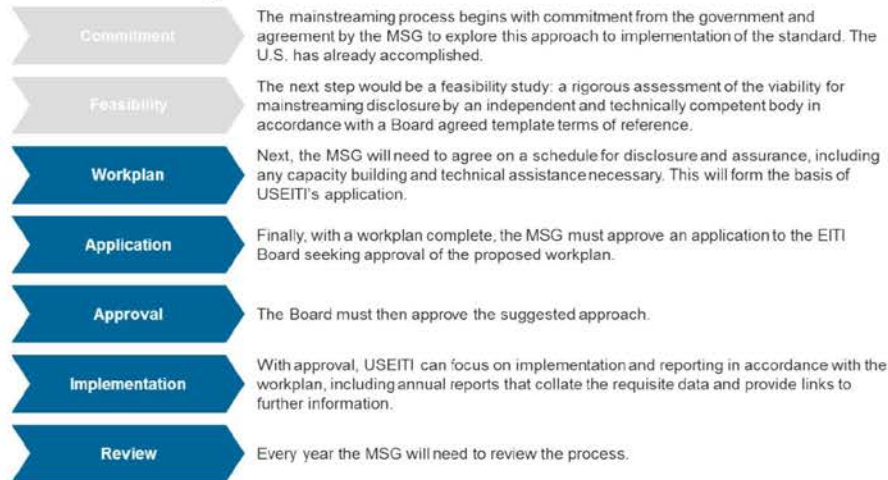 Commitment
The mainstreaming process begins with commitment from the government and
agreement by the MSG to explore this approach to implementation of the standard. The
U.S. has already accomplished.
Feasibility
The next step would be a feasibility study: a rigorous assessment of the viability for
mainstreaming disclosure by an independent and technically competent body in
accordance with a Board agreed template terms of reference.
Workplan
Next, the MSG will need to agree on a schedule for disclosure and assurance, including
any capacity building and technical assistance necessary. This will form the basis of
USEITI's application.
Application
Finally, with a workplan complete, the MSG must approve an application to the EITI
Board seeking approval of the proposed workplan.
Approval
The Board must then approve the suggested approach.
Implementation
With approval, USEITI can focus on implementation and reporting in accordance with the
workplan, including annual reports that collate the requisite data and provide links to
further information.
Review
Every year the MSG will need to review the process.